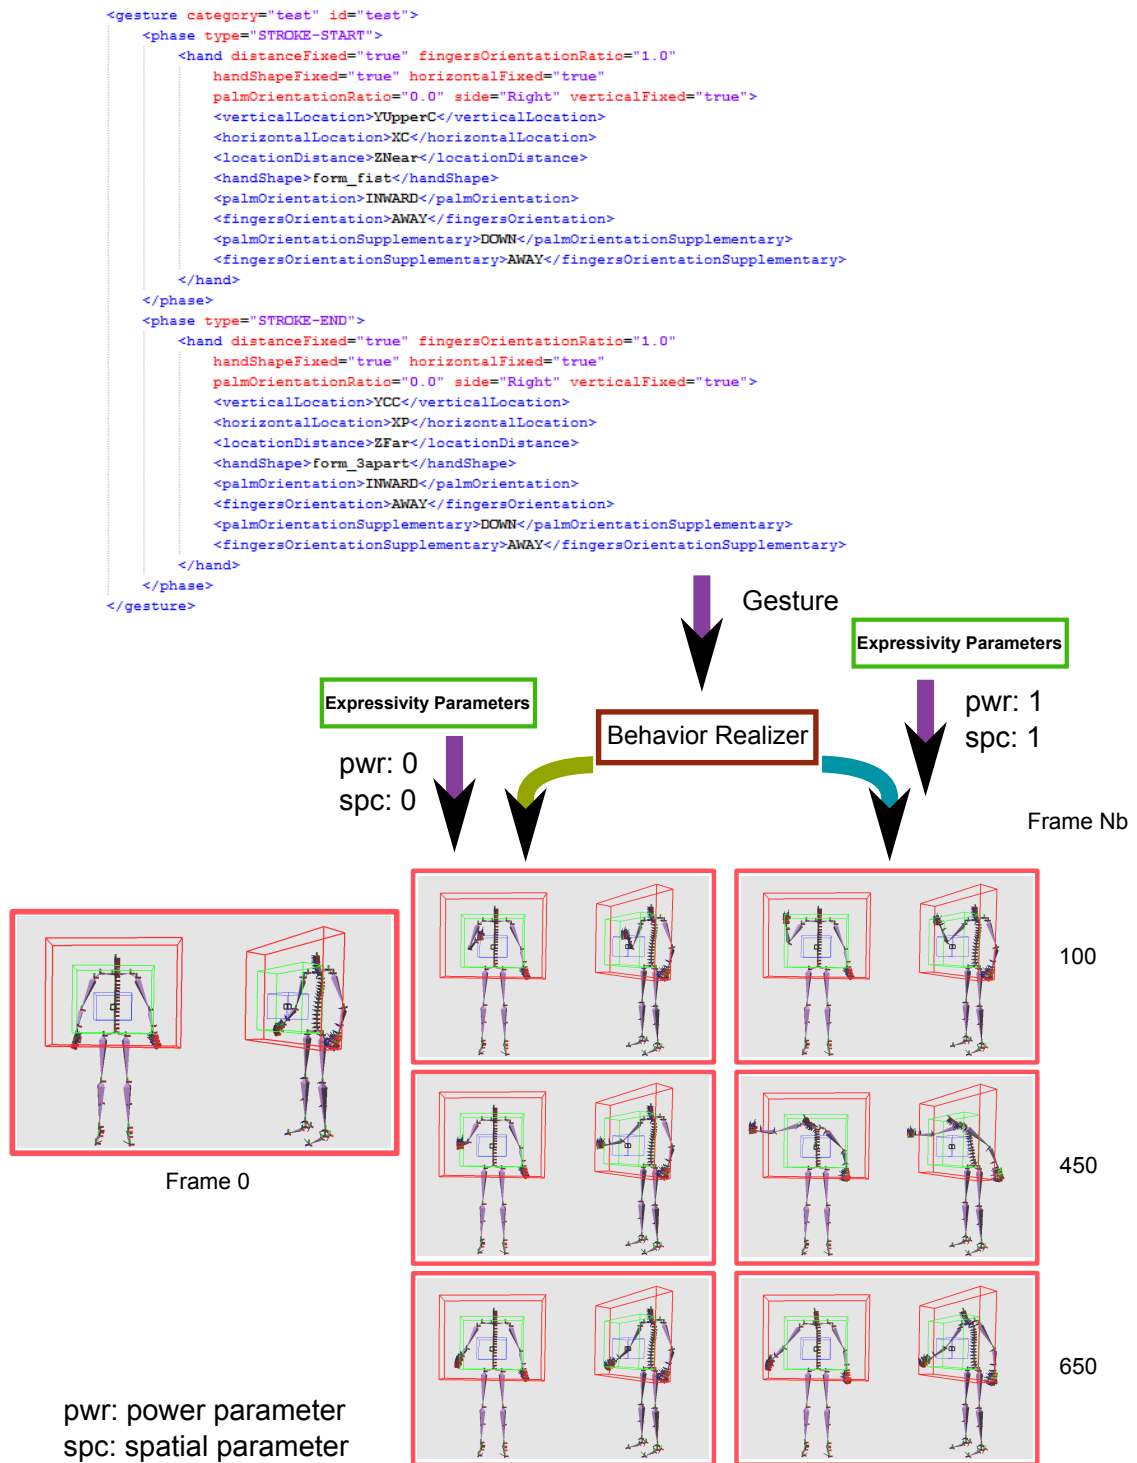 <gesture category="test" id="test">
<phase type="STROKE-START">
<hand distanceFixed="true" fingersOrientationRatio="1.0"
handShapeFixed="true" horizontalFixed="true"
palmOrientationRatio="0.0" side="Right" verticalFixed="true">
<verticalLocation>YUpperC</verticalLocation>
<horizontalLocation>XC</horizontalLocation>
<locationDistance>ZNear</locationDistance>
<handShape>form_fist</handShape>
<palmOrientation>INWARD</palmOrientation>
<fingersOrientation>AWAY</fingersOrientation>
<palmOrientationSupplementary>DOWN</palmOrientationSupplementary>
<fingersOrientationSupplementary>AWAY</fingersOrientationSupplementary>
</hand>
</phase>
<phase type="STROKE-END">
<hand distanceFixed="true" fingersOrientationRatio="1.0"
handShapeFixed="true" horizontalFixed="true"
palmOrientationRatio="0.0" side="Right" verticalFixed="true">
<verticalLocation>YCC</verticalLocation>
<horizontalLocation>XP</horizontalLocation>
<locationDistance>ZFar</locationDistance>
<handShape>form_3apart</handShape>
<palmOrientation>INWARD</palmOrientation>
<fingersOrientation>AWAY</fingersOrientation>
<palmOrientationSupplementary>DOWN</palmOrientationSupplementary>
<fingersOrientationSupplementary>AWAY</fingersOrientationSupplementary>
</hand>
</phase>
</gesture>
Gesture
Expressivity Parameters
pwr: 1
spc: 1
Expressivity Parameters
pwr: 0
spc: 0
Behavior Realizer
Frame Nb
100
450
650
Frame 0
pwr: power parameter
spc: spatial parameter